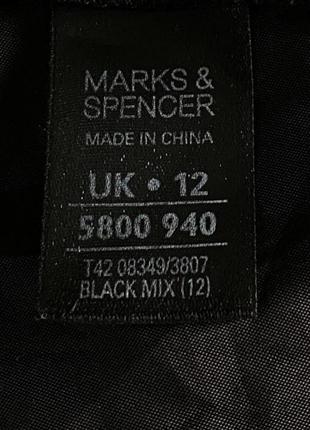 MARKS &
SPENCER
MADE IN CHINA
UK • 12
5800 940
T42 08349/3807
BLACK MIX (12)